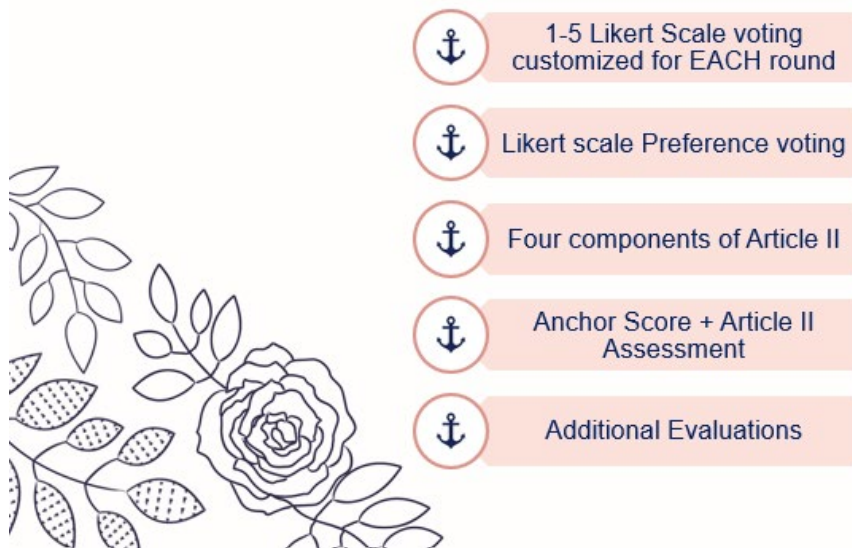 1-5 Likert Scale voting
customized for EACH round
Likert scale Preference voting
Four components of Article II
Anchor Score + Article II
Assessment
Additional Evaluations